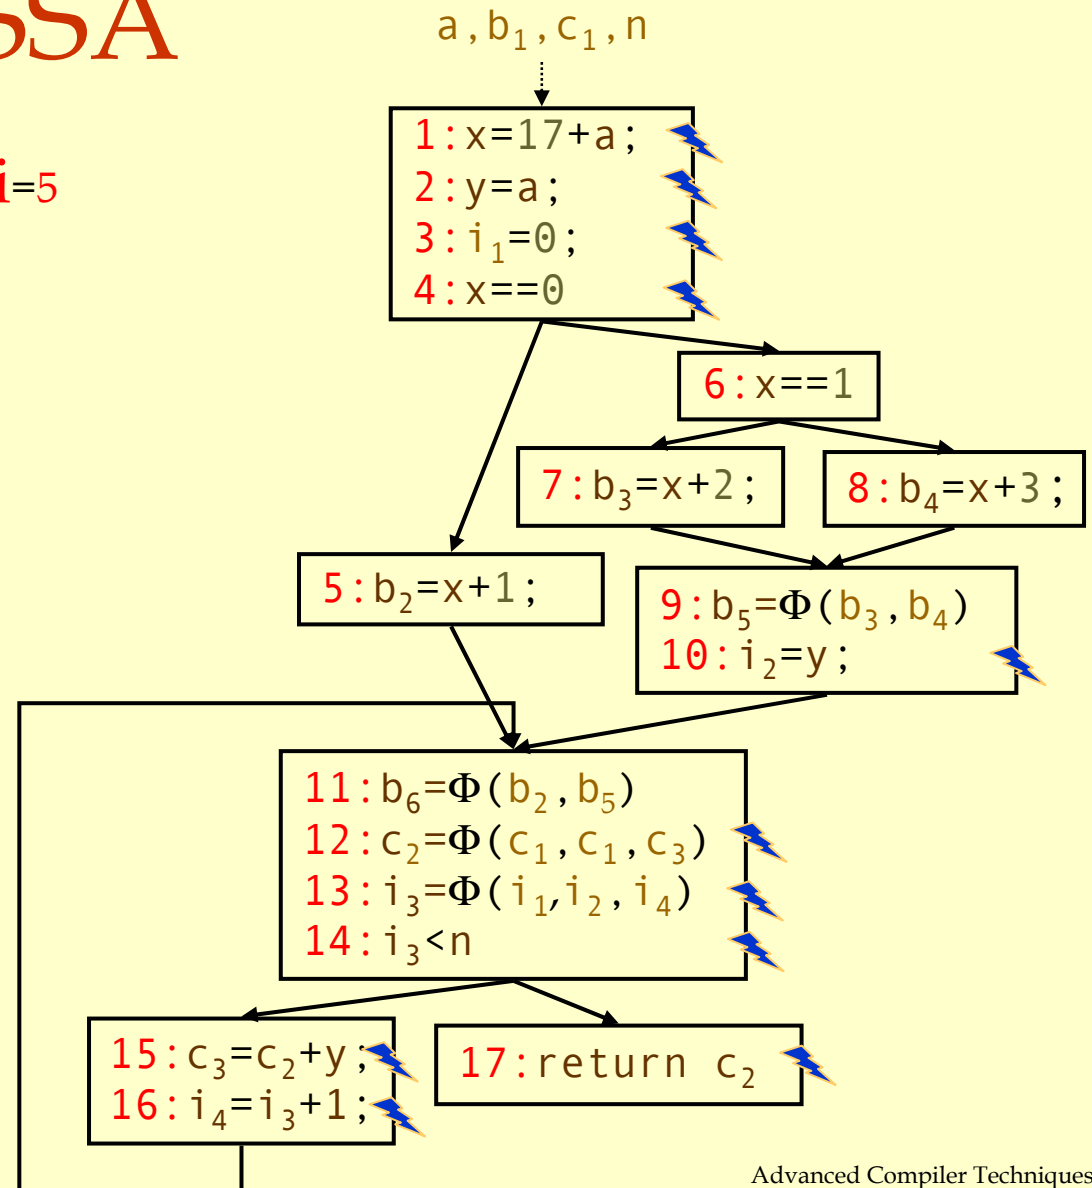 SSA
a,b₁,c₁,n
i=5
1:x=17+a;
2:y=a;
3:i₁=0;
4:x==0
6:x==1
7:b₃=x+2;
8:b₄=x+3;
5:b₂=x+1;
9:b₅=Φ(b₃,b₄)
10:i₂=y;
11:b₆=Φ(b₂,b₅)
12:c₂=Φ(c₁,c₁,c₃)
13:i₃=Φ(i₁,i₂,i₄)
14:i₃<n
15:c₃=c₂+y;
16:i₄=i₃+1;
17:return c₂
Advanced Compiler Techniques